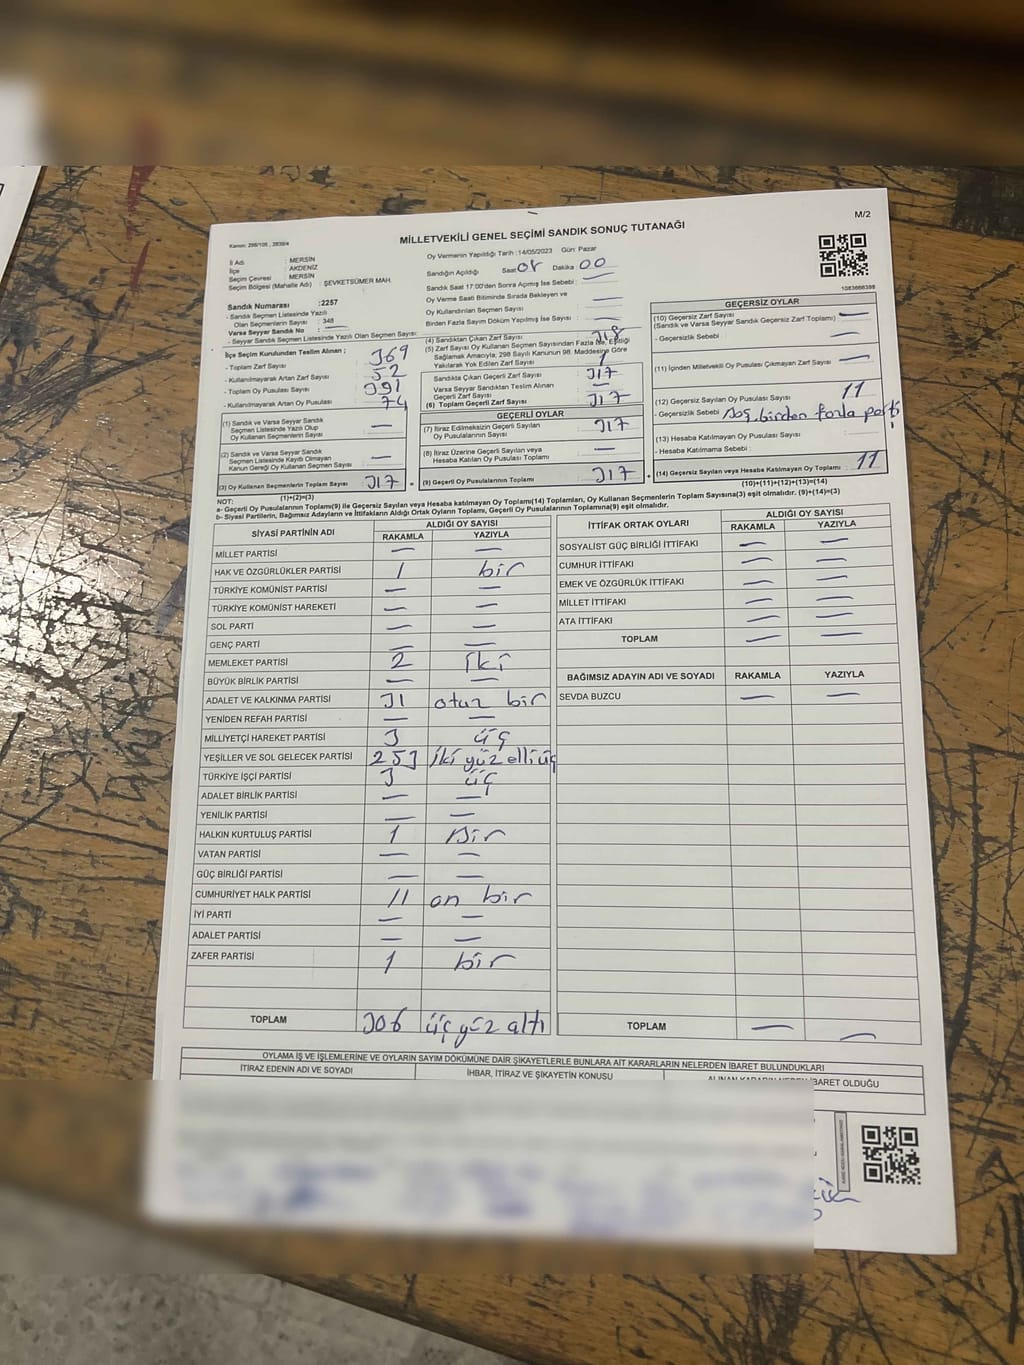 M/2
Kanun: 298/105, 2839/4
MİLLETVEKİLİ GENEL SEÇİMİ SANDIK SONUÇ TUTANAĞI
İl Adı : MERSİN
İlçe : AKDENİZ
Seçim Çevresi : MERSİN
Seçim Bölgesi (Mahalle Adı) : ŞEVKETSÜMER MAH.
Sandık Numarası :2257
- Sandık Seçmen Listesinde Yazılı
Olan Seçmenlerin Sayısı : 348
Varsa Seyyar Sandık No : —
- Seyyar Sandık Seçmen Listesinde Yazılı Olan Seçmen Sayısı:
İlçe Seçim Kurulundan Teslim Alınan ;
- Toplam Zarf Sayısı : 369
- Kullanılmayarak Artan Zarf Sayısı : 52
- Toplam Oy Pusulası Sayısı : 391
- Kullanılmayarak Artan Oy Pusulası : 74
(1) Sandık ve Varsa Seyyar Sandık
Seçmen Listesinde Yazılı Olup
Oy Kullanan Seçmenlerin Sayısı : —
(2) Sandık ve Varsa Seyyar Sandık
Seçmen Listesinde Kayıtlı Olmayan
Kanun Gereği Oy Kullanan Seçmen Sayısı : —
(3) Oy Kullanan Seçmenlerin Toplam Sayısı : 317
(1)+(2)=(3)
Oy Vermenin Yapıldığı Tarih :14/05/2023 Gün: Pazar
Sandığın Açıldığı Saat 08 Dakika 00
Sandık Saat 17:00'den Sonra Açılmış İse Sebebi : —
Oy Verme Saati Bitiminde Sırada Bekleyen ve
Oy Kullandırılan Seçmen Sayısı : —
Birden Fazla Sayım Döküm Yapılmış İse Sayısı : —
(4) Sandıktan Çıkan Zarf Sayısı : 318
(5) Zarf Sayısı Oy Kullanan Seçmen Sayısından Fazla İse, Eşitliği
Sağlamak Amacıyla, 298 Sayılı Kanunun 98. Maddesine Göre
Yakılarak Yok Edilen Zarf Sayısı : 1
Sandıkta Çıkan Geçerli Zarf Sayısı : 317
Varsa Seyyar Sandıktan Teslim Alınan
Geçerli Zarf Sayısı : —
(6) Toplam Geçerli Zarf Sayısı : 317
GEÇERLİ OYLAR
(7) İtiraz Edilmeksizin Geçerli Sayılan
Oy Pusulalarının Sayısı : 317
(8) İtiraz Üzerine Geçerli Sayılan veya
Hesaba Katılan Oy Pusulası Toplamı : —
(9) Geçerli Oy Pusulalarının Toplamı : 317
1083666398
GEÇERSİZ OYLAR
(10) Geçersiz Zarf Sayısı : —
(Sandık ve Varsa Seyyar Sandık Geçersiz Zarf Toplamı)
- Geçersizlik Sebebi : —
(11) İçinden Milletvekili Oy Pusulası Çıkmayan Zarf Sayısı : —
(12) Geçersiz Sayılan Oy Pusulası Sayısı : 11
- Geçersizlik Sebebi : Boş, birden fazla parti
(13) Hesaba Katılmayan Oy Pusulası Sayısı :
- Hesaba Katılmama Sebebi :
(14) Geçersiz Sayılan veya Hesaba Katılmayan Oy Toplamı : 11
(10)+(11)+(12)+(13)=(14)
NOT:
a- Geçerli Oy Pusulalarının Toplamı(9) ile Geçersiz Sayılan veya Hesaba katılmayan Oy Toplamı(14) Toplamları, Oy Kullanan Seçmenlerin Toplam Sayısına(3) eşit olmalıdır. (9)+(14)=(3)
b- Siyasi Partilerin, Bağımsız Adayların ve İttifakların Aldığı Ortak Oyların Toplamı, Geçerli Oy Pusulalarının Toplamına(9) eşit olmalıdır.
SİYASİ PARTİNİN ADI ALDIĞI OY SAYISI
RAKAMLA YAZIYLA
MİLLET PARTİSİ — —
HAK VE ÖZGÜRLÜKLER PARTİSİ 1 bir
TÜRKİYE KOMÜNİST PARTİSİ — —
TÜRKİYE KOMÜNİST HAREKETİ — —
SOL PARTİ — —
GENÇ PARTİ — —
MEMLEKET PARTİSİ 2 iki
BÜYÜK BİRLİK PARTİSİ — —
ADALET VE KALKINMA PARTİSİ 31 otuz bir
YENİDEN REFAH PARTİSİ — —
MİLLİYETÇİ HAREKET PARTİSİ 3 üç
YEŞİLLER VE SOL GELECEK PARTİSİ 253 iki yüz elli üç
TÜRKİYE İŞÇİ PARTİSİ 3 üç
ADALET BİRLİK PARTİSİ — —
YENİLİK PARTİSİ — —
HALKIN KURTULUŞ PARTİSİ 1 Bir
VATAN PARTİSİ — —
GÜÇ BİRLİĞİ PARTİSİ — —
CUMHURİYET HALK PARTİSİ 11 on bir
İYİ PARTİ — —
ADALET PARTİSİ — —
ZAFER PARTİSİ 1 bir
TOPLAM 306 üç yüz altı
İTTİFAK ORTAK OYLARI ALDIĞI OY SAYISI
RAKAMLA YAZIYLA
SOSYALİST GÜÇ BİRLİĞİ İTTİFAKI — —
CUMHUR İTTİFAKI — —
EMEK VE ÖZGÜRLÜK İTTİFAKI — —
MİLLET İTTİFAKI — —
ATA İTTİFAKI — —
TOPLAM — —
BAĞIMSIZ ADAYIN ADI VE SOYADI RAKAMLA YAZIYLA
SEVDA BUZCU — —
TOPLAM — —
OYLAMA İŞ VE İŞLEMLERİNE VE OYLARIN SAYIM DÖKÜMÜNE DAİR ŞİKAYETLERLE BUNLARA AİT KARARLARIN NELERDEN İBARET BULUNDUKLARI
İTİRAZ EDENİN ADI VE SOYADI İHBAR, İTİRAZ VE ŞİKAYETİN KONUSU ALINAN KARARIN NEDEN İBARET OLDUĞU